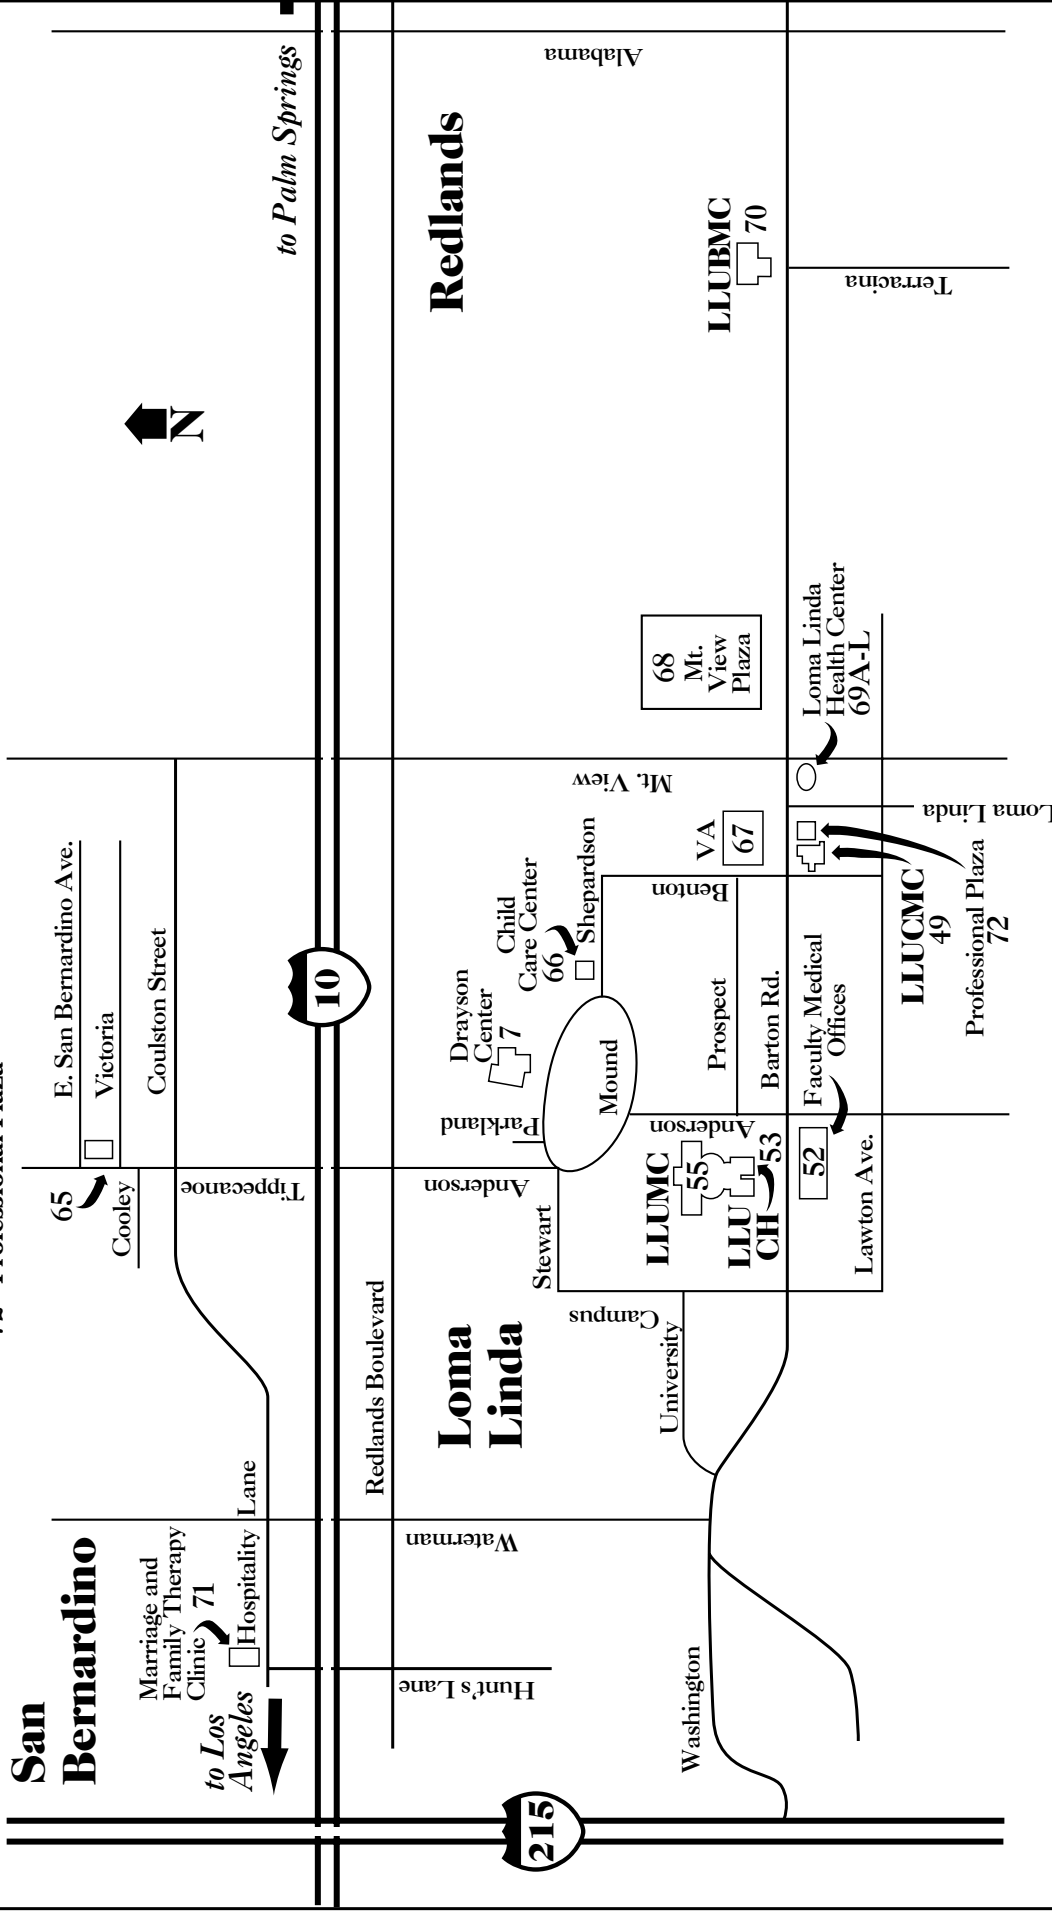 San
Bernardino
to Los
Angeles
Marriage and
Family Therapy
Clinic 71
Hospitality Lane
Hunt's Lane
Waterman
65
Cooley
E. San Bernardino Ave.
Victoria
Coulston Street
Tippecanoe
N
to Palm Springs
10
215
Redlands Boulevard
Loma
Linda
Redlands
Alabama
Anderson
Parkland
Drayson
Center
7
Child
Care Center
66
Shepardson
Stewart
Mound
Campus
University
Washington
LLUMC
55
Anderson
LLU
CH
53
Prospect
Barton Rd.
Benton
VA
67
Mt. View
68
Mt.
View
Plaza
LLUBMC
70
Terracina
52
Faculty Medical
Offices
Lawton Ave.
LLUCMC
49
Professional Plaza
72
Loma Linda
Loma Linda
Health Center
69A-L